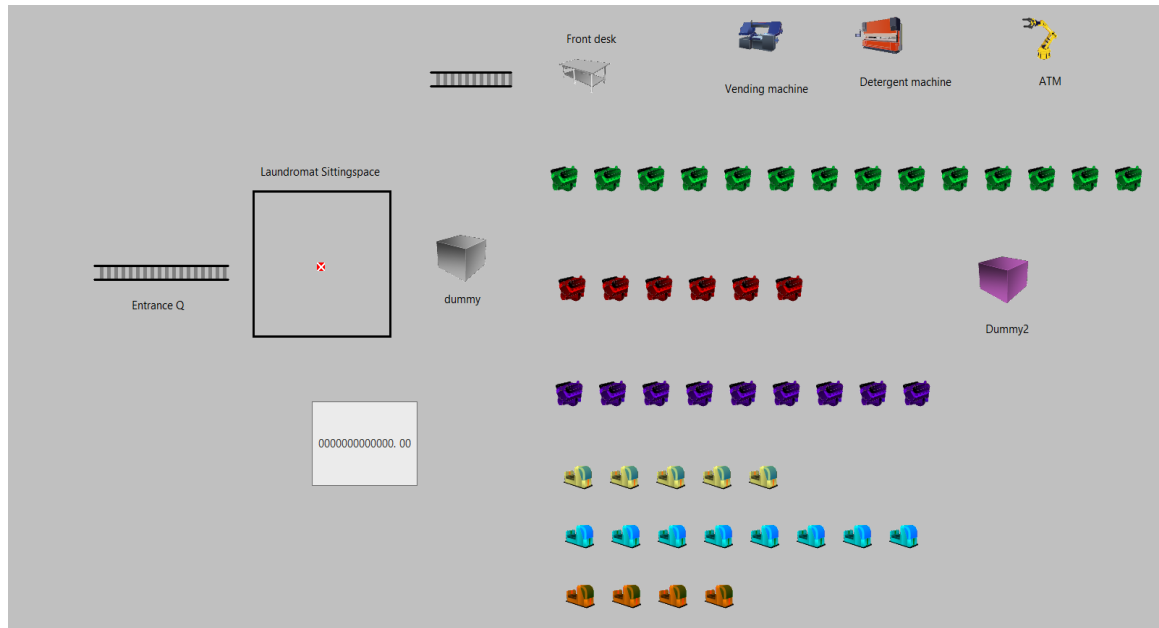 Front desk
Vending machine
Detergent machine
ATM
Laundromat Sittingspace
Entrance Q
dummy
Dummy2
0000000000000. 00